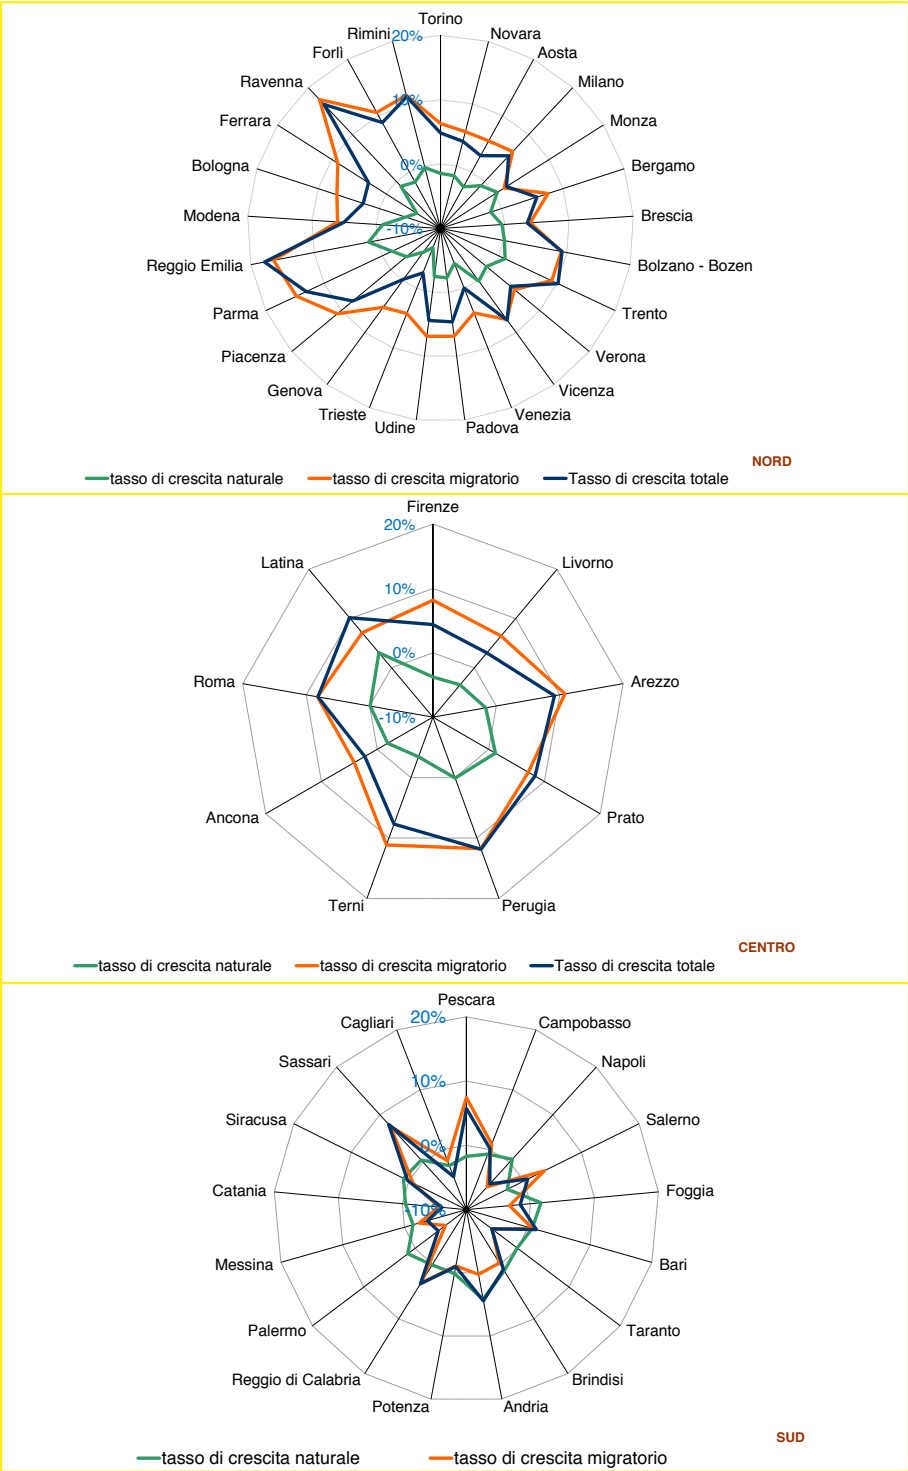 Torino
20%
Rimini
Novara
Forlì
Aosta
Ravenna
Milano
10%
Ferrara
Monza
0%
Bologna
Bergamo
Modena
Brescia
-10%
Reggio Emilia
Bolzano - Bozen
Parma
Trento
Piacenza
Verona
Genova
Vicenza
Trieste
Venezia
Udine
Padova
NORD
tasso di crescita naturale
tasso di crescita migratorio
Tasso di crescita totale
Firenze
20%
Latina
Livorno
10%
0%
Roma
Arezzo
-10%
Ancona
Prato
Terni
Perugia
CENTRO
tasso di crescita naturale
tasso di crescita migratorio
Tasso di crescita totale
Pescara
20%
Cagliari
Campobasso
Sassari
Napoli
10%
Siracusa
Salerno
0%
Catania
Foggia
-10%
Messina
Bari
Palermo
Taranto
Reggio di Calabria
Brindisi
Potenza
Andria
SUD
tasso di crescita naturale
tasso di crescita migratorio